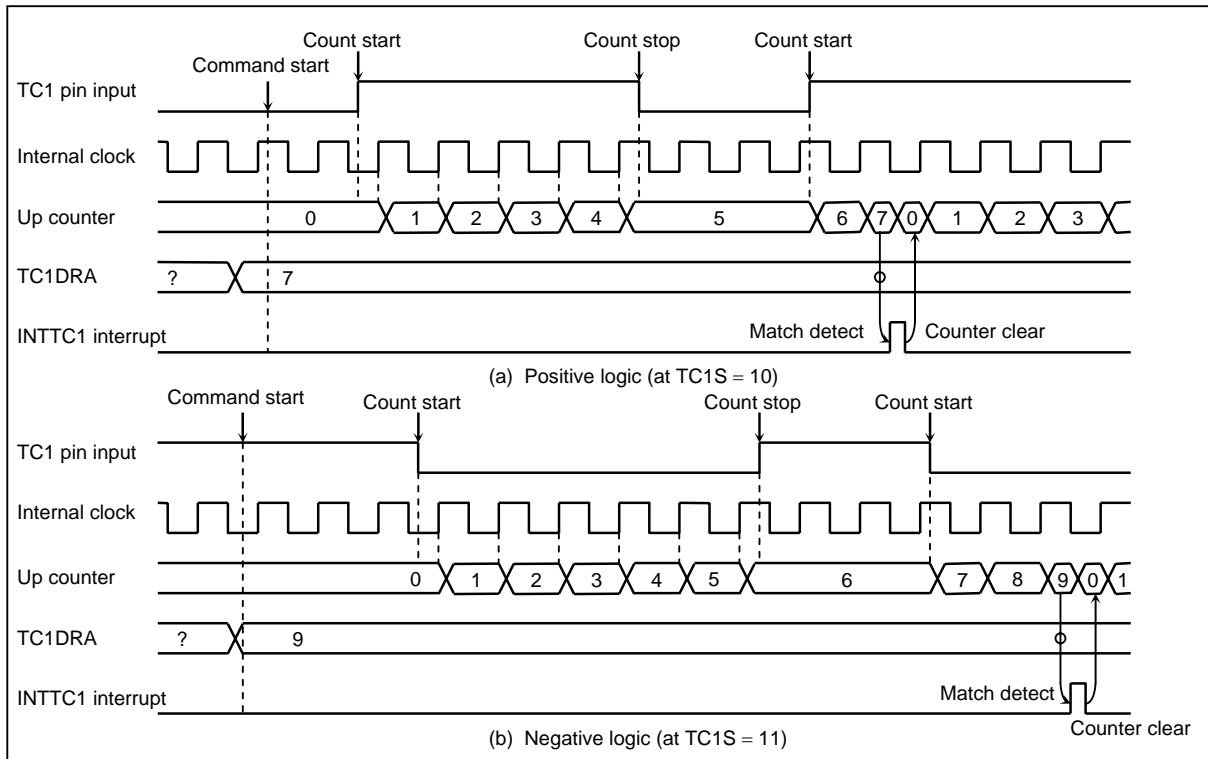 Count start Count stop Count start
Command start
TC1 pin input
Internal clock
Up counter 0 1 2 3 4 5 6 7 0 1 2 3
TC1DRA ? 7
INTTC1 interrupt Match detect Counter clear
(a) Positive logic (at TC1S = 10)
Command start Count start Count stop Count start
TC1 pin input
Internal clock
Up counter 0 1 2 3 4 5 6 7 8 9 0 1
TC1DRA ? 9
INTTC1 interrupt Match detect
Counter clear
(b) Negative logic (at TC1S = 11)